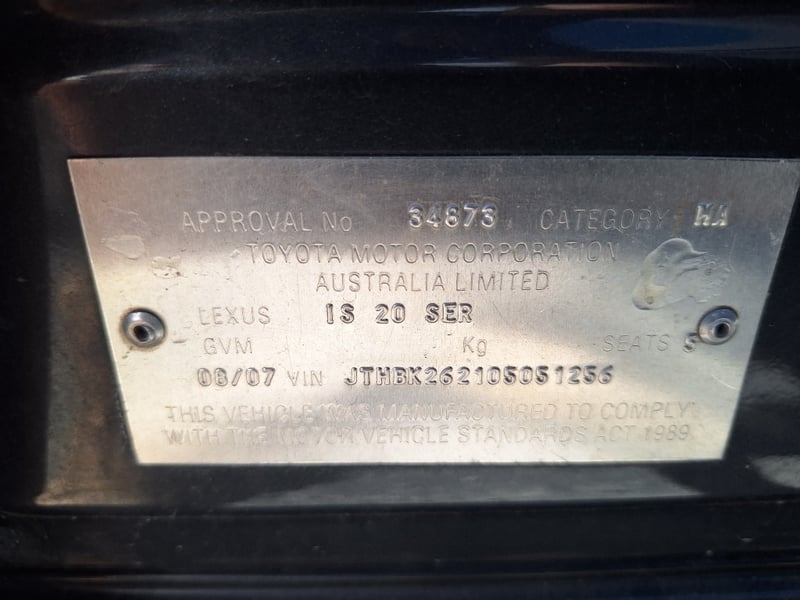 APPROVAL No 34873 CATEGORY MA
TOYOTA MOTOR CORPORATION
AUSTRALIA LIMITED
LEXUS IS 20 SER
GVM Kg SEATS 5
08/07 VIN JTHBK262105051256
THIS VEHICLE WAS MANUFACTURED TO COMPLY
WITH THE MOTOR VEHICLE STANDARDS ACT 1989